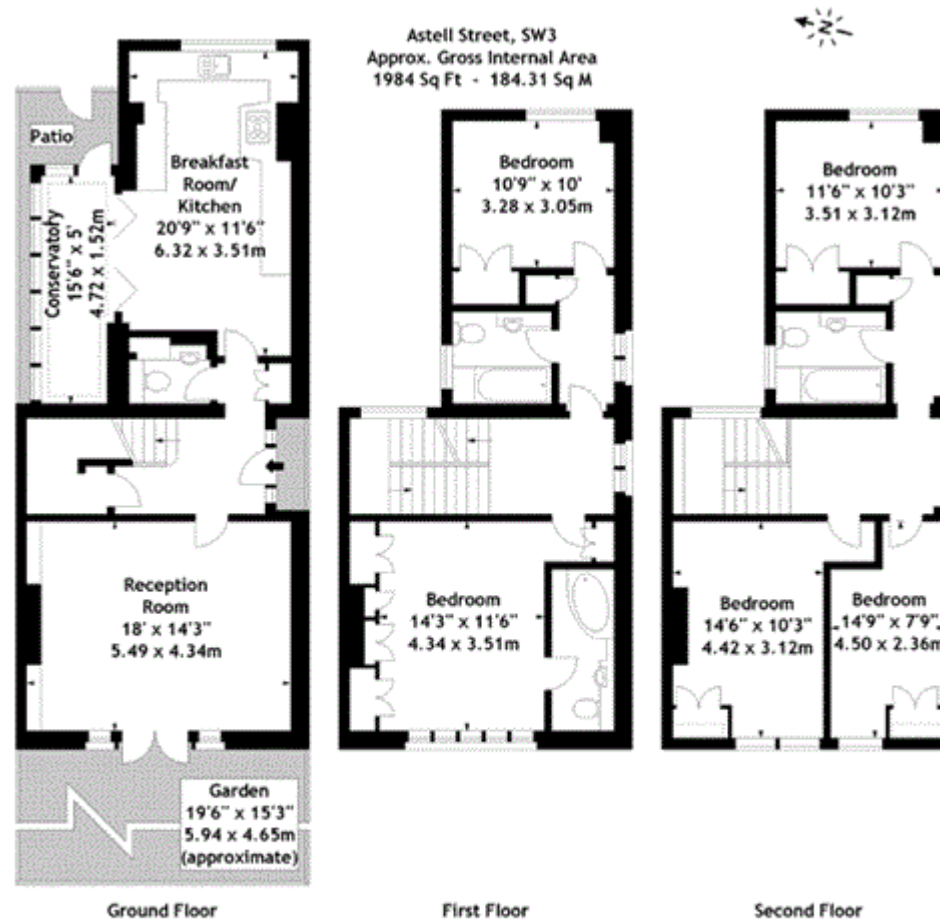 Astell Street, SW3
Approx. Gross Internal Area
1984 Sq Ft - 184.31 Sq M
N
Patio
Breakfast
Room/
Kitchen
20'9" x 11'6"
6.32 x 3.51m
Conservatory
15'6" x 5'
4.72 x 1.52m
Reception
Room
18' x 14'3"
5.49 x 4.34m
Garden
19'6" x 15'3"
5.94 x 4.65m
(approximate)
Ground Floor
Bedroom
10'9" x 10'
3.28 x 3.05m
Bedroom
14'3" x 11'6"
4.34 x 3.51m
First Floor
Bedroom
11'6" x 10'3"
3.51 x 3.12m
Bedroom
14'6" x 10'3"
4.42 x 3.12m
Bedroom
14'9" x 7'9"
4.50 x 2.36m
Second Floor